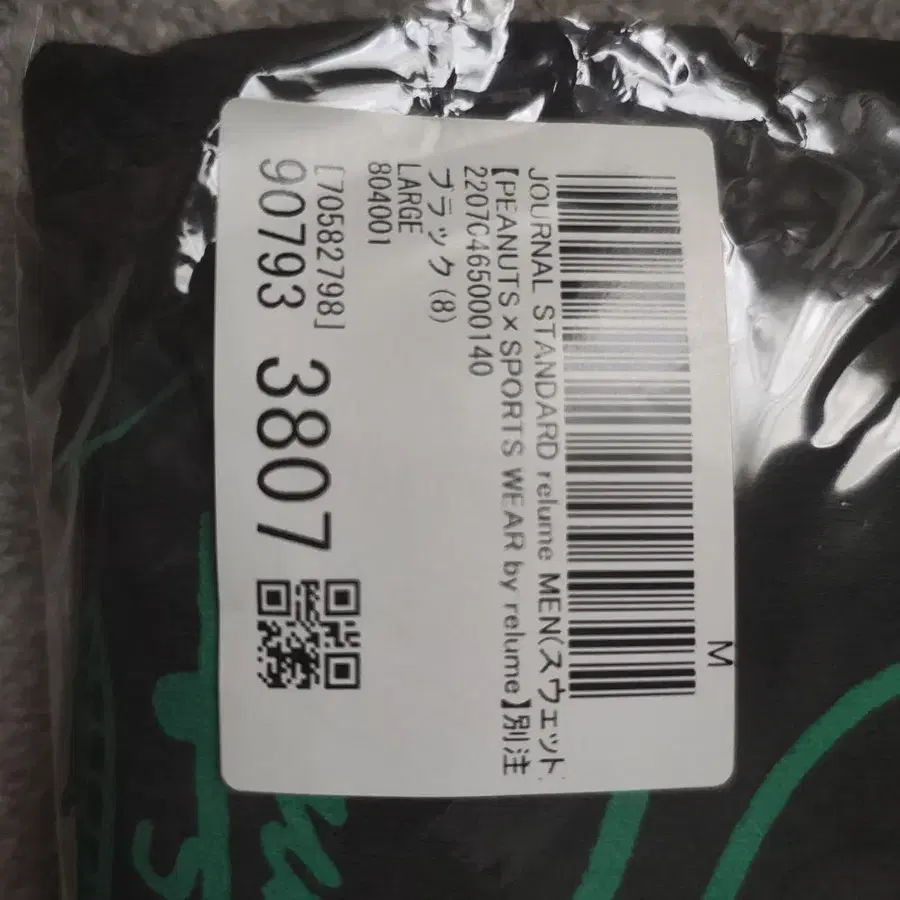 M
JOURNAL STANDARD relume MEN(スウェット
【PEANUTS × SPORTS WEAR by relume】別注
2207C465000140
ブラック(8)
LARGE
804001
[70582798]
90793 3807